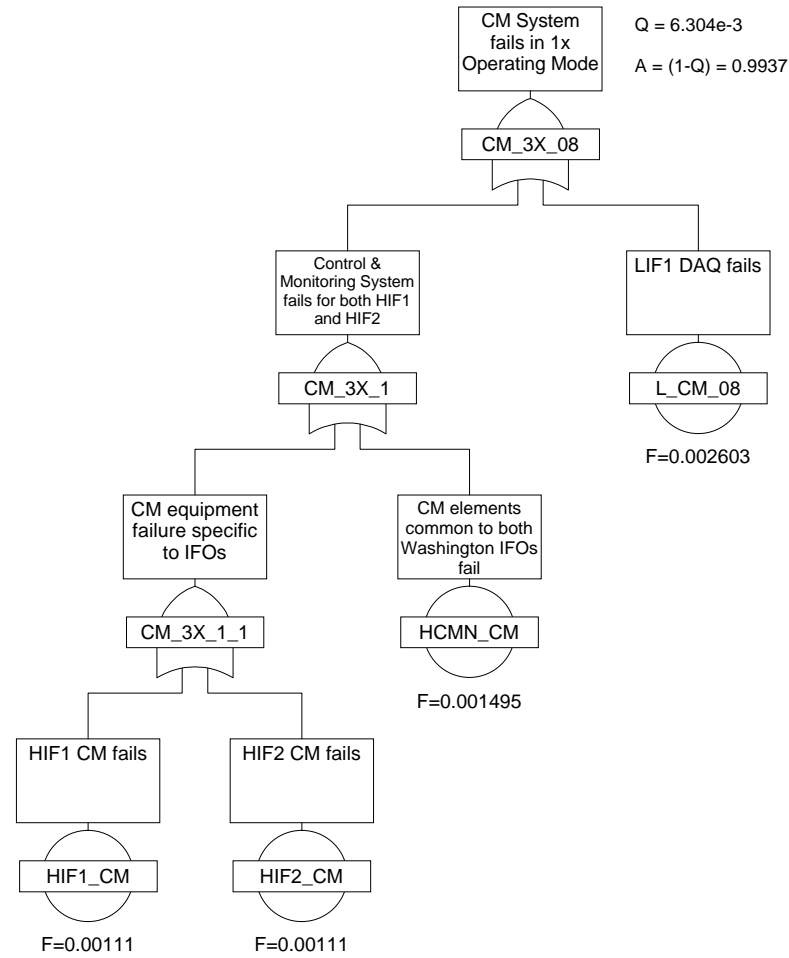 CM System
fails in 1x
Operating Mode
Q = 6.304e-3
A = (1-Q) = 0.9937
CM_3X_08
Control &
Monitoring System
fails for both HIF1
and HIF2
LIF1 DAQ fails
CM_3X_1
L_CM_08
F=0.002603
CM equipment
failure specific
to IFOs
CM elements
common to both
Washington IFOs
fail
CM_3X_1_1
HCMN_CM
F=0.001495
HIF1 CM fails
HIF2 CM fails
HIF1_CM
HIF2_CM
F=0.00111
F=0.00111